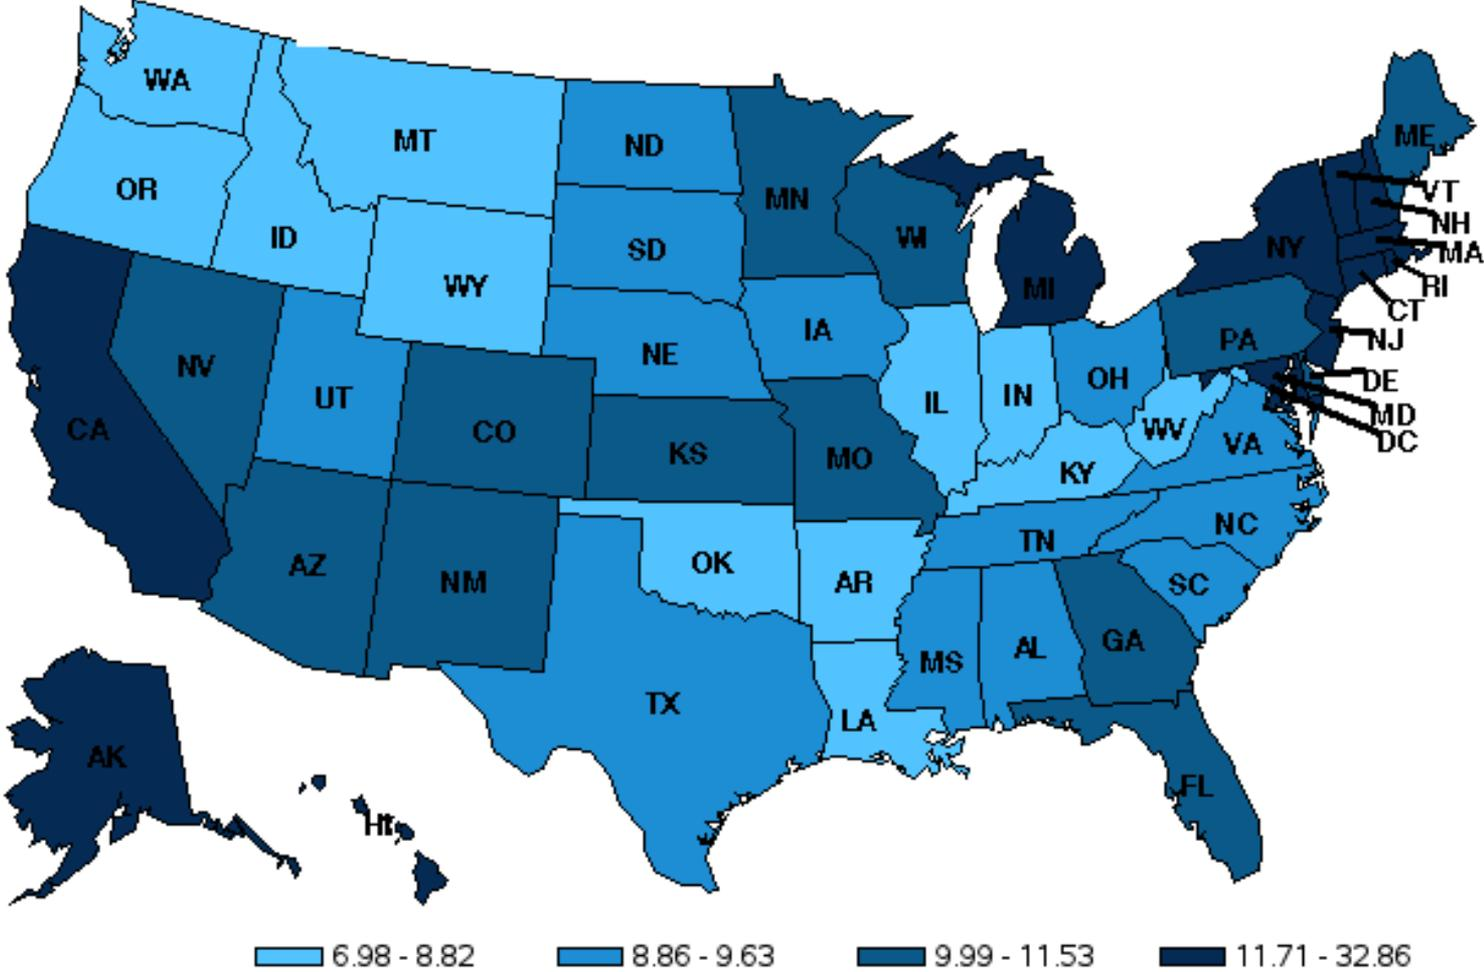 WA
MT
ND
ME
OR
MN
VT
ID
SD
WI
NH
NY
MA
WY
MI
RI
CT
NV
NE
IA
PA
NJ
UT
OH
DE
CA
CO
IL
IN
MD
KS
MO
WV
VA
DC
KY
AZ
NM
OK
AR
TN
NC
SC
TX
MS
AL
GA
LA
AK
FL
HI
6.98 - 8.82 8.86 - 9.63 9.99 - 11.53 11.71 - 32.86